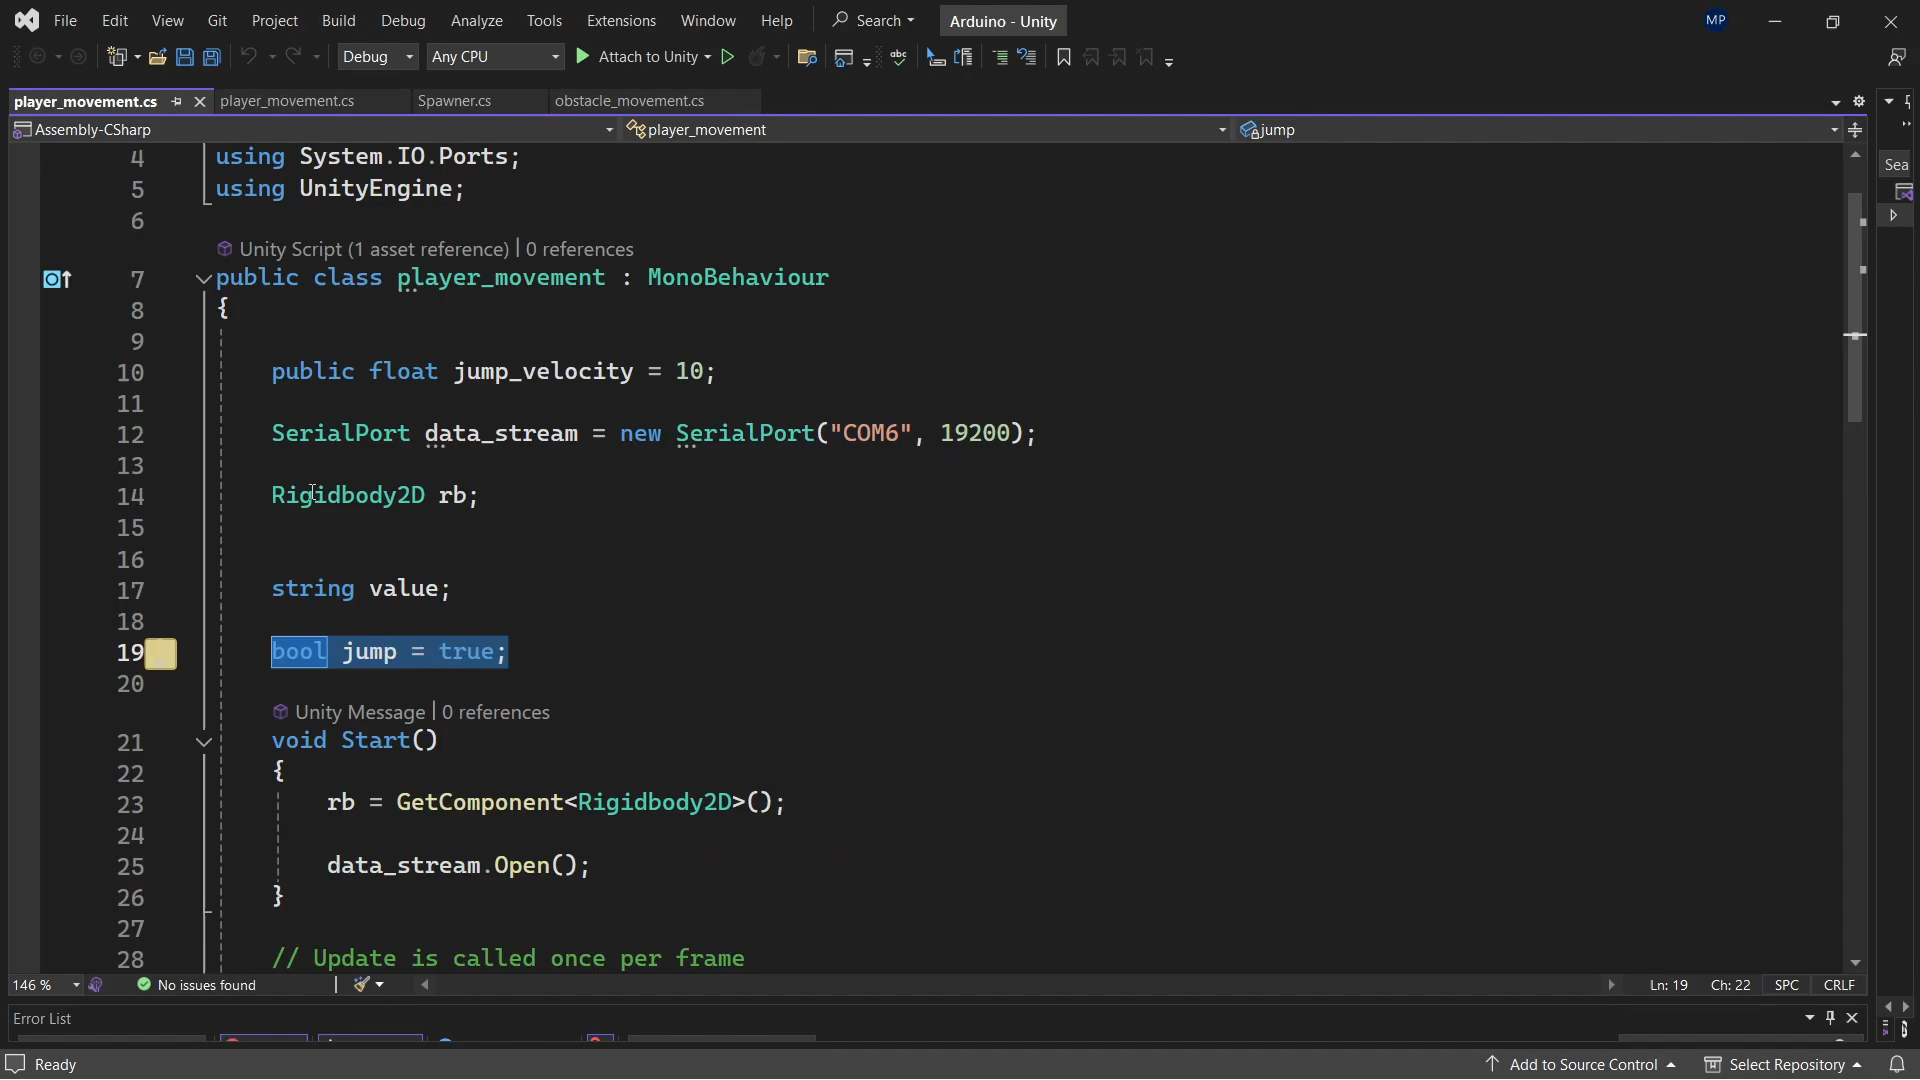 File Edit View Git Project Build Debug Analyze Tools Extensions Window Help Search Arduino - Unity MP
Debug Any CPU Attach to Unity abc
player_movement.cs player_movement.cs Spawner.cs obstacle_movement.cs
Assembly-CSharp player_movement jump
4 using System.IO.Ports;
Sea
5 using UnityEngine;
6
Unity Script (1 asset reference) | 0 references
7 public class player_movement : MonoBehaviour
8 {
9
10 public float jump_velocity = 10;
11
12 SerialPort data_stream = new SerialPort("COM6", 19200);
13
14 Rigidbody2D rb;
15
16
17 string value;
18
19 bool jump = true;
20
Unity Message | 0 references
21 void Start()
22 {
23 rb = GetComponent<Rigidbody2D>();
24
25 data_stream.Open();
26 }
27
28 // Update is called once per frame
146 % No issues found Ln: 19 Ch: 22 SPC CRLF
Error List
Ready Add to Source Control Select Repository